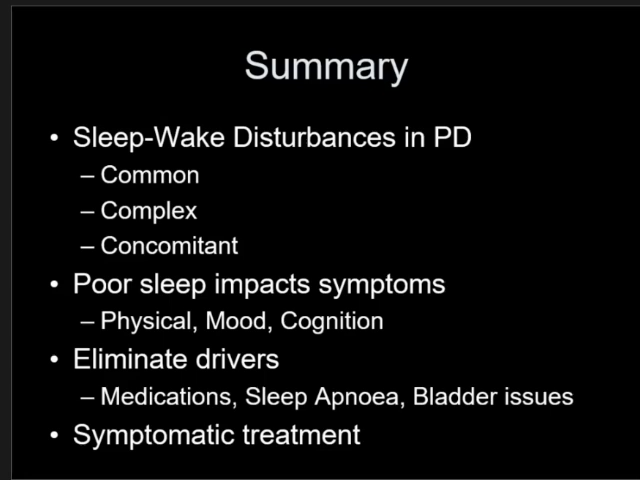 Summary
• Sleep-Wake Disturbances in PD
– Common
– Complex
– Concomitant
• Poor sleep impacts symptoms
– Physical, Mood, Cognition
• Eliminate drivers
– Medications, Sleep Apnoea, Bladder issues
• Symptomatic treatment